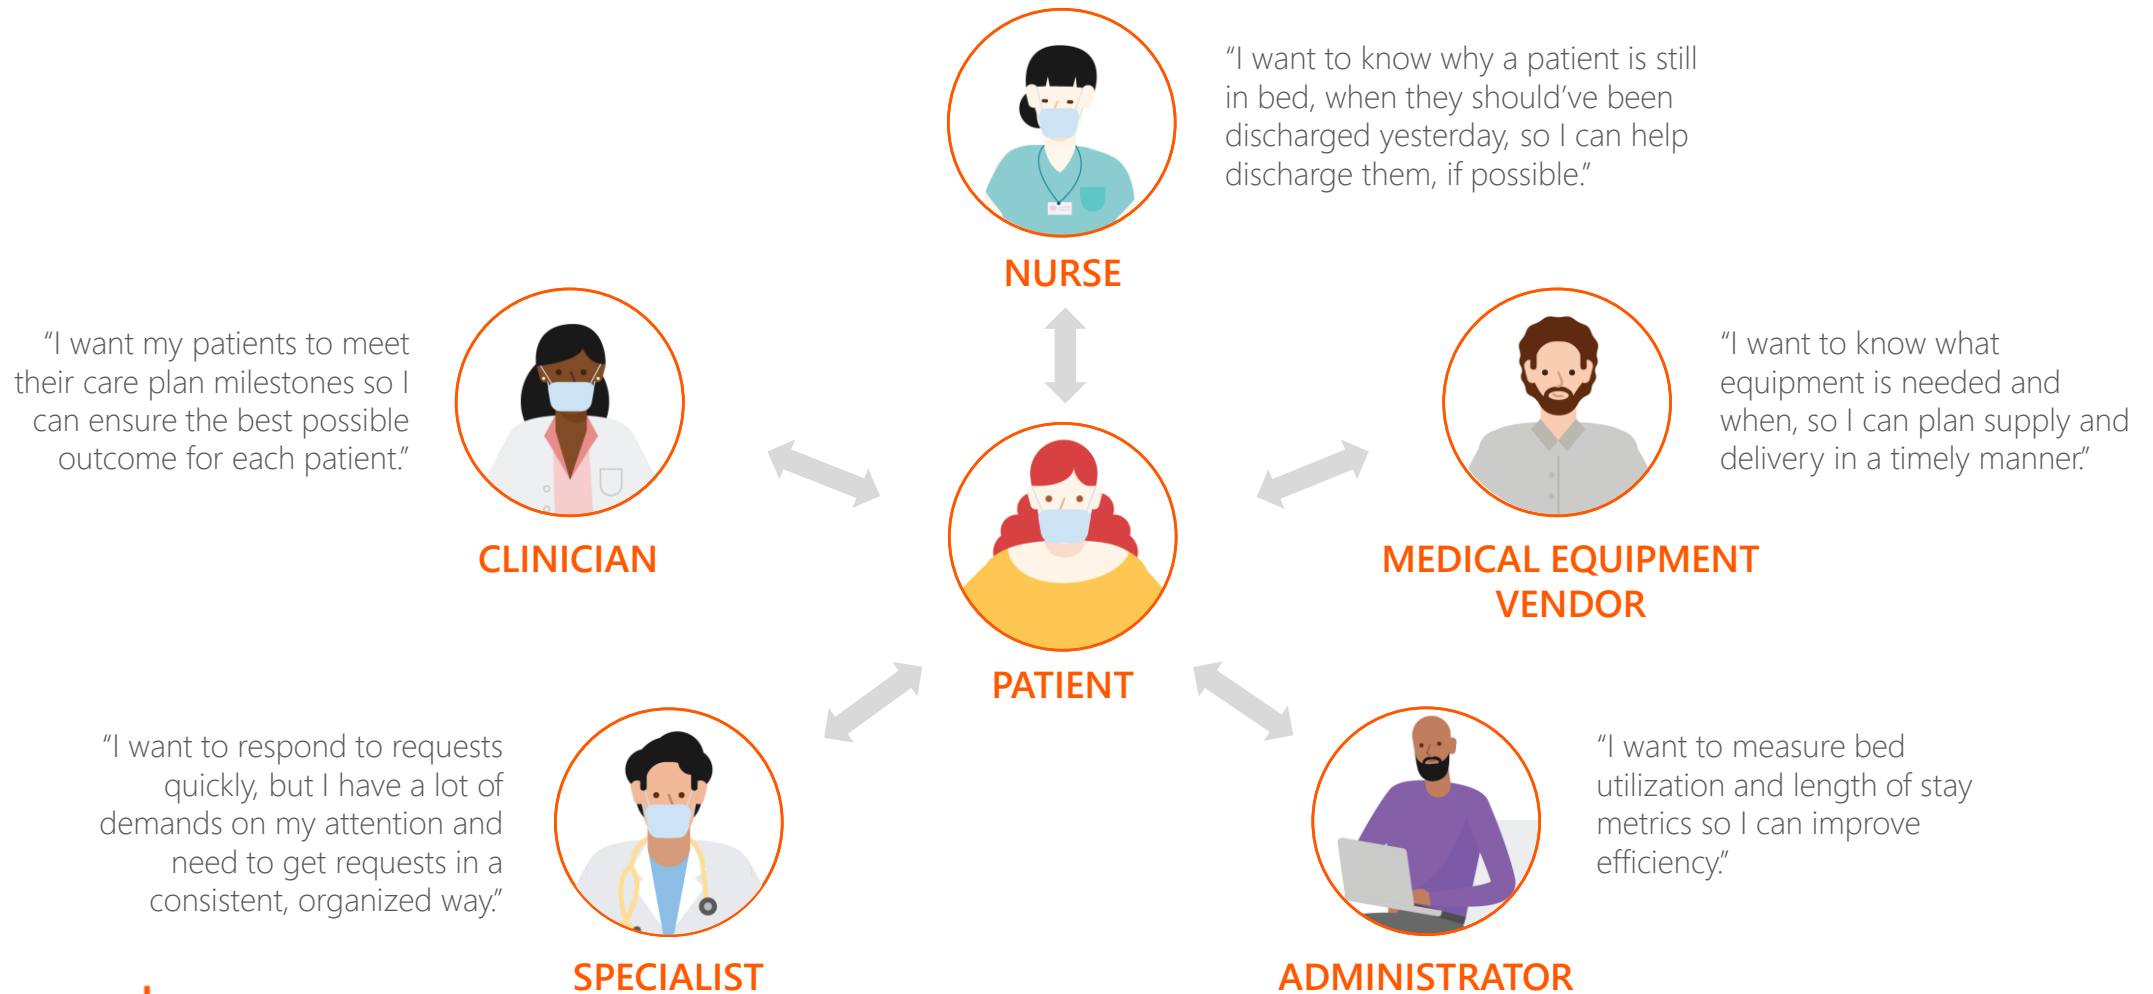 “I want to know why a patient is still
in bed, when they should’ve been
discharged yesterday, so I can help
discharge them, if possible.”
NURSE
“I want my patients to meet
their care plan milestones so I
can ensure the best possible
outcome for each patient.”
CLINICIAN
“I want to know what
equipment is needed and
when, so I can plan supply and
delivery in a timely manner.”
MEDICAL EQUIPMENT
VENDOR
PATIENT
“I want to respond to requests
quickly, but I have a lot of
demands on my attention and
need to get requests in a
consistent, organized way.”
SPECIALIST
“I want to measure bed
utilization and length of stay
metrics so I can improve
efficiency.”
ADMINISTRATOR